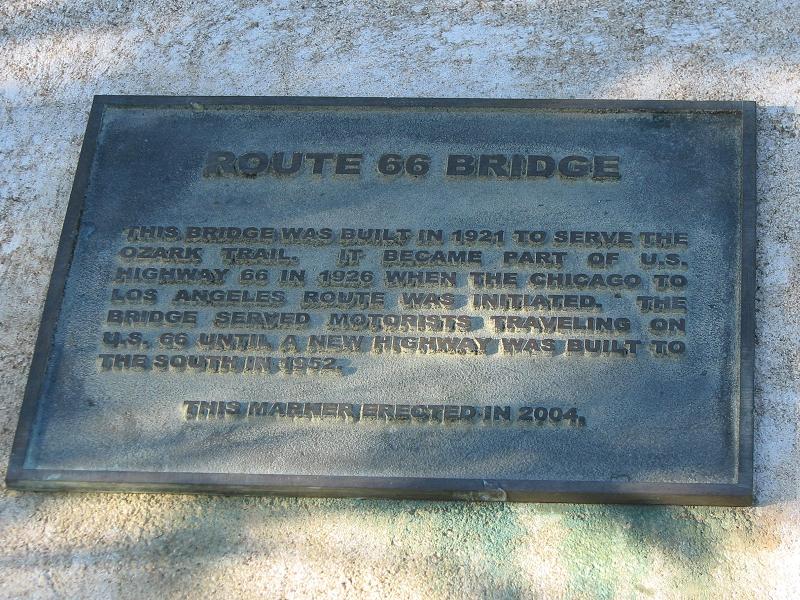 ROUTE 66 BRIDGE
THIS BRIDGE WAS BUILT IN 1921 TO SERVE THE
OZARK TRAIL. IT BECAME PART OF U.S.
HIGHWAY 66 IN 1926 WHEN THE CHICAGO TO
LOS ANGELES ROUTE WAS INITIATED. THE
BRIDGE SERVED MOTORISTS TRAVELING ON
U.S. 66 UNTIL A NEW HIGHWAY WAS BUILT TO
THE SOUTH IN 1952.
THIS MARKER ERECTED IN 2004.